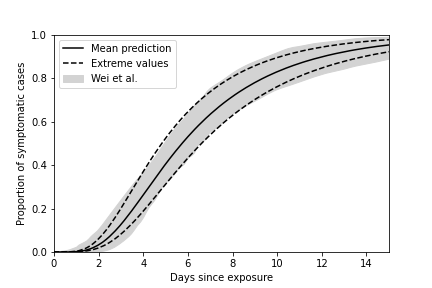 1.0
0.8
0.6
0.4
0.2
0.0
Proportion of symptomatic cases
Mean prediction
Extreme values
Wei et al.
0 2 4 6 8 10 12 14
Days since exposure